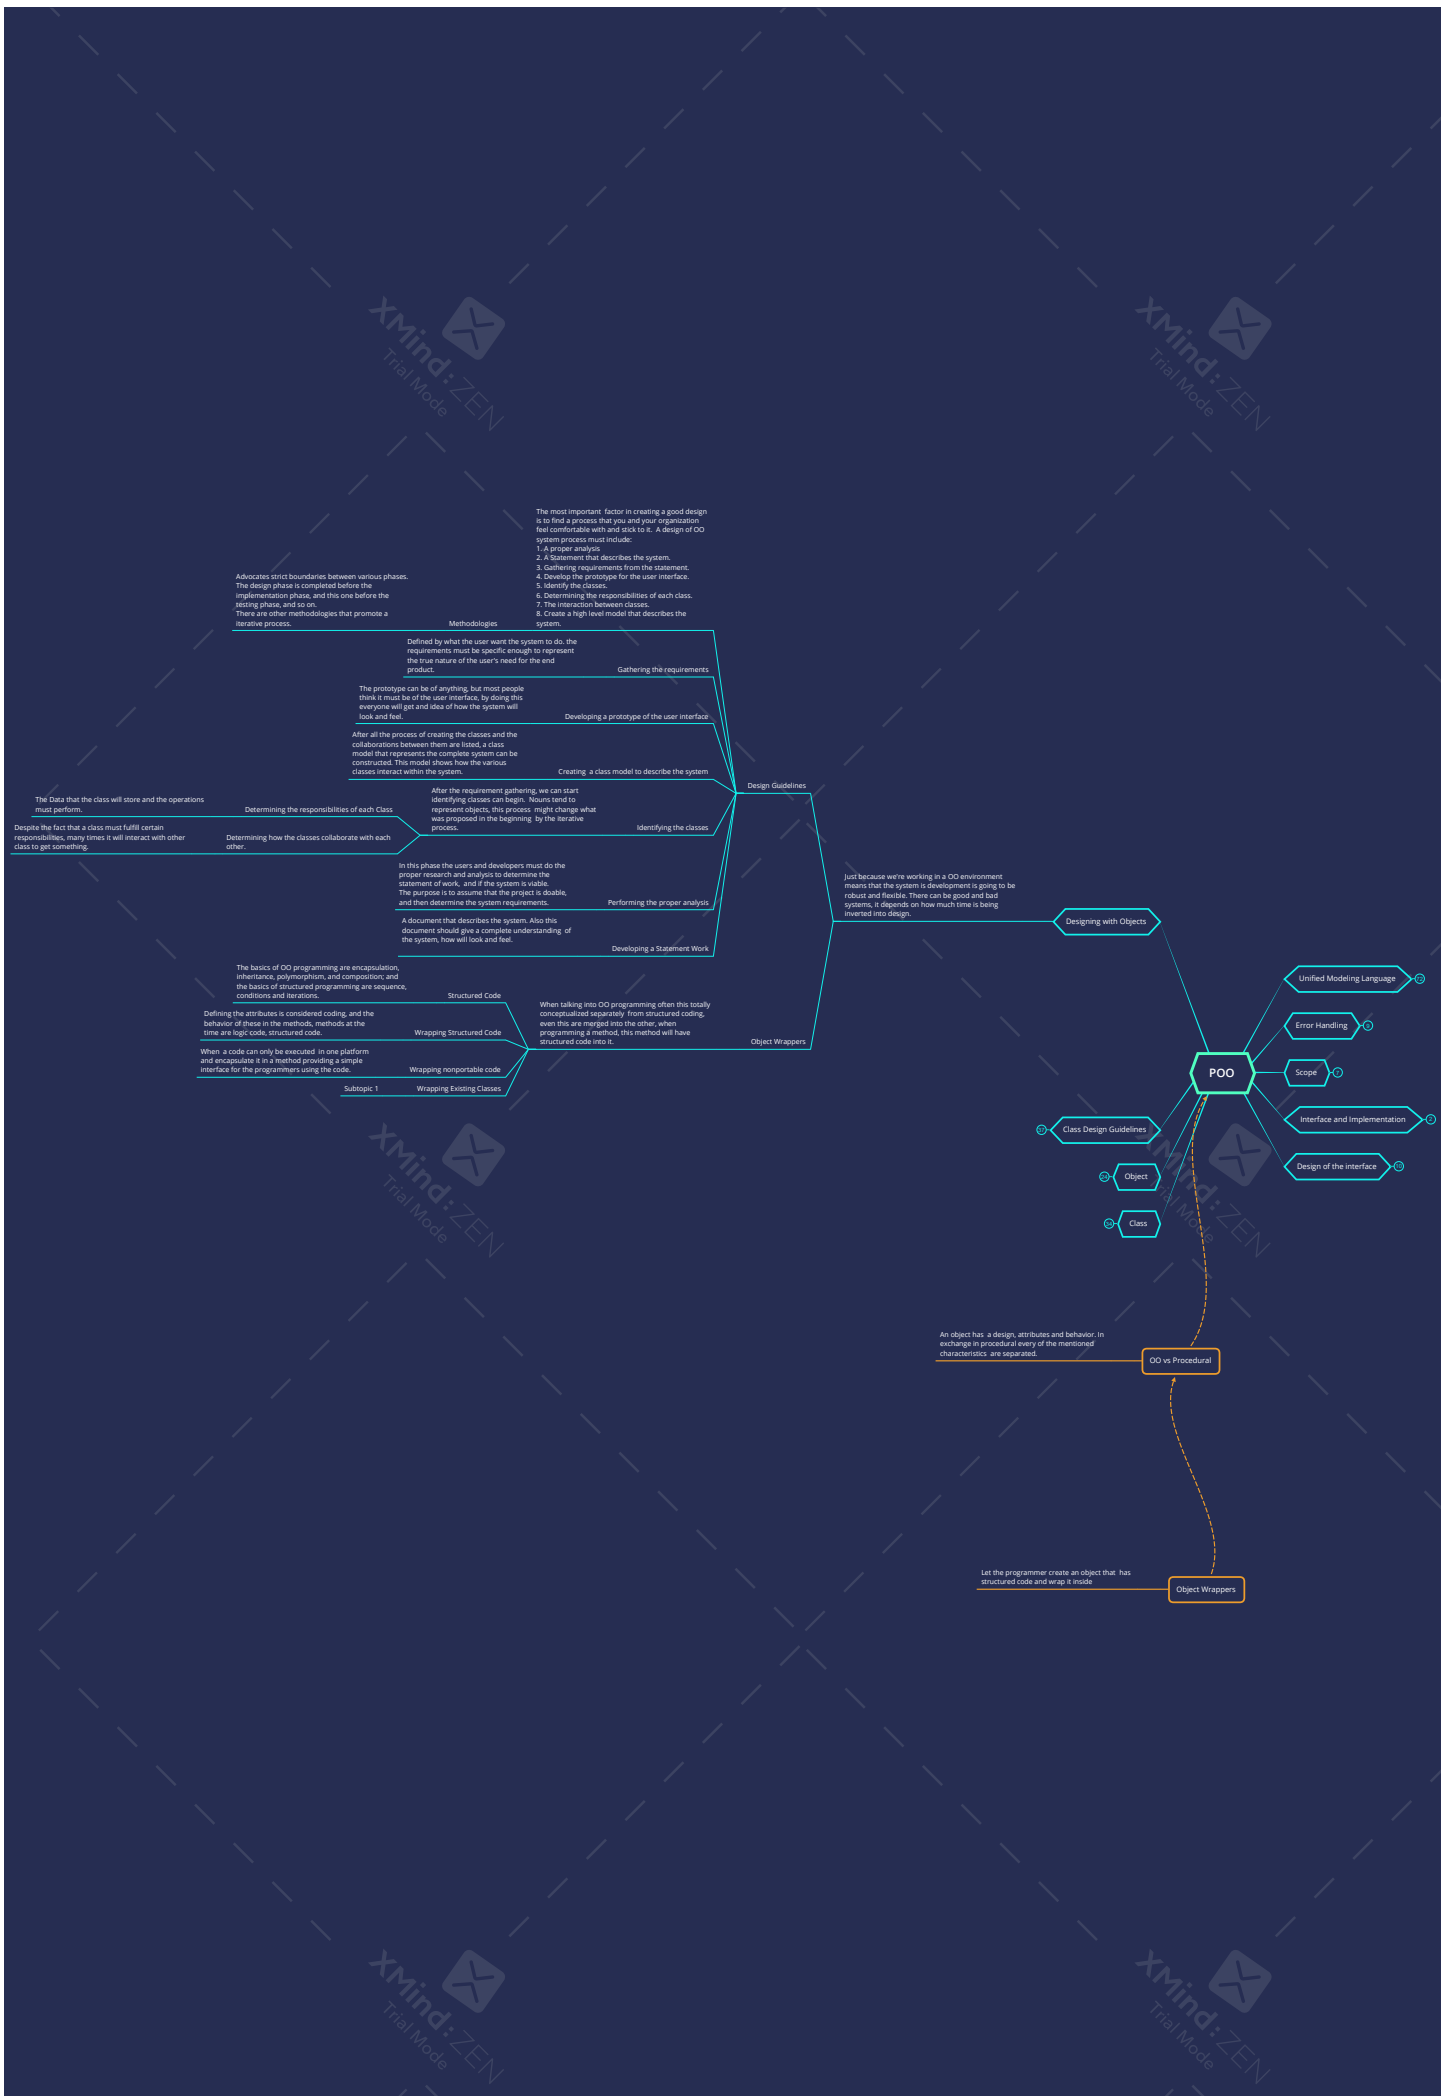 The most important  factor in creating a good design
is to find a process that you and your organization
feel comfortable with and stick to it.  A design of OO
system process must include:
1. A proper analysis
2. A Statement that describes the system.
3. Gathering requirements from the statement.
4. Develop the prototype for the user interface.
5. Identify the classes.
6. Determining the responsibilities of each class.
7. The interaction between classes.
8. Create a high level model that describes the
system.
Methodologies
Advocates strict boundaries between various phases.
The design phase is completed before the
implementation phase, and this one before the
testing phase, and so on.
There are other methodologies that promote a
iterative process.
Defined by what the user want the system to do. the
requirements must be specific enough to represent
the true nature of the user's need for the end
product.
Gathering the requirements
The prototype can be of anything, but most people
think it must be of the user interface, by doing this
everyone will get and idea of how the system will
look and feel.
Developing a prototype of the user interface
After all the process of creating the classes and the
collaborations between them are listed, a class
model that represents the complete system can be
constructed. This model shows how the various
classes interact within the system.
Creating  a class model to describe the system
Design Guidelines
After the requirement gathering, we can start
identifying classes can begin.  Nouns tend to
represent objects, this process  might change what
was proposed in the beginning  by the iterative
process.
Identifying the classes
The Data that the class will store and the operations
must perform.
Determining the responsibilities of each Class
Despite the fact that a class must fulfill certain
responsibilities, many times it will interact with other
class to get something.
Determining how the classes collaborate with each
other.
In this phase the users and developers must do the
proper research and analysis to determine the
statement of work,  and if the system is viable.
The purpose is to assume that the project is doable,
and then determine the system requirements.
Performing the proper analysis
A document that describes the system. Also this
document should give a complete understanding  of
the system, how will look and feel.
Developing a Statement Work
Just because we're working in a OO environment
means that the system is development is going to be
robust and flexible. There can be good and bad
systems, it depends on how much time is being
inverted into design.
Designing with Objects
The basics of OO programming are encapsulation,
inheritance, polymorphism, and composition; and
the basics of structured programming are sequence,
conditions and iterations.
Structured Code
Defining the attributes is considered coding, and the
behavior of these in the methods, methods at the
time are logic code, structured code.
Wrapping Structured Code
When  a code can only be executed  in one platform
and encapsulate it in a method providing a simple
interface for the programmers using the code.
Wrapping nonportable code
Subtopic 1
Wrapping Existing Classes
When talking into OO programming often this totally
conceptualized separately  from structured coding,
even this are merged into the other, when
programming a method, this method will have
structured code into it.
Object Wrappers
Unified Modeling Language
Error Handling
Scope
POO
Interface and Implementation
Class Design Guidelines
Design of the interface
Object
Class
An object has  a design, attributes and behavior. In
exchange in procedural every of the mentioned
characteristics  are separated.
OO vs Procedural
Let the programmer create an object that  has
structured code and wrap it inside
Object Wrappers
XMind: ZEN
Trial Mode
XMind: ZEN
Trial Mode
XMind: ZEN
Trial Mode
XMind: ZEN
Trial Mode
XMind: ZEN
Trial Mode
XMind: ZEN
Trial Mode